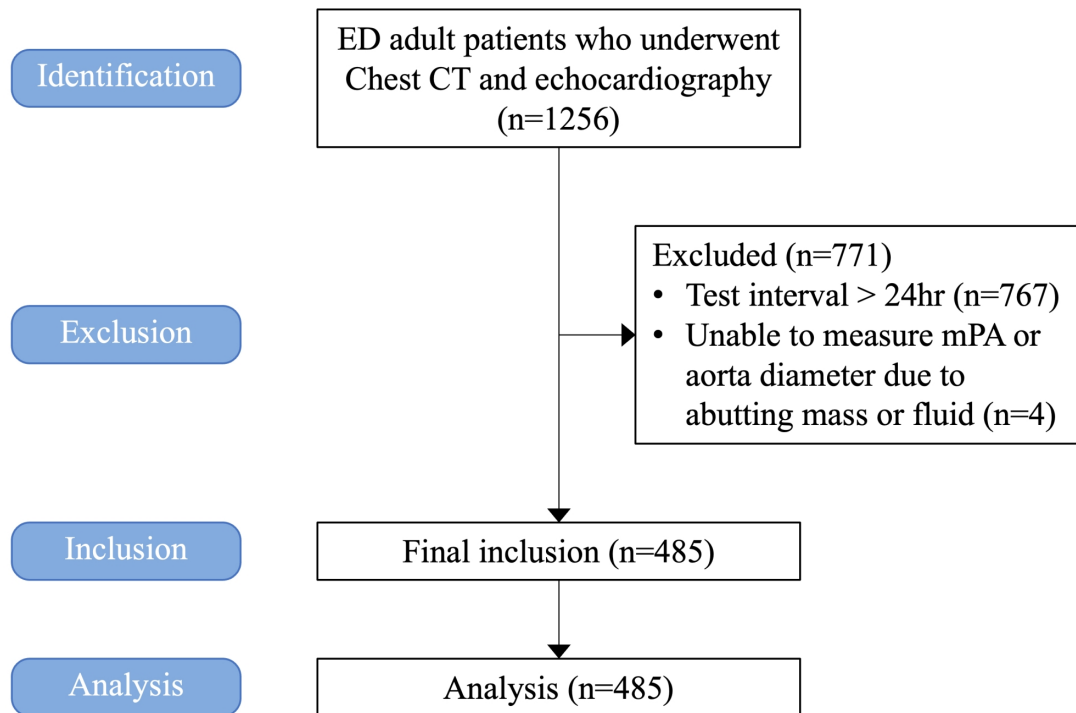 Identification
ED adult patients who underwent
Chest CT and echocardiography
(n=1256)
Exclusion
Excluded (n=771)
• Test interval > 24hr (n=767)
• Unable to measure mPA or
aorta diameter due to
abutting mass or fluid (n=4)
Inclusion
Final inclusion (n=485)
Analysis
Analysis (n=485)